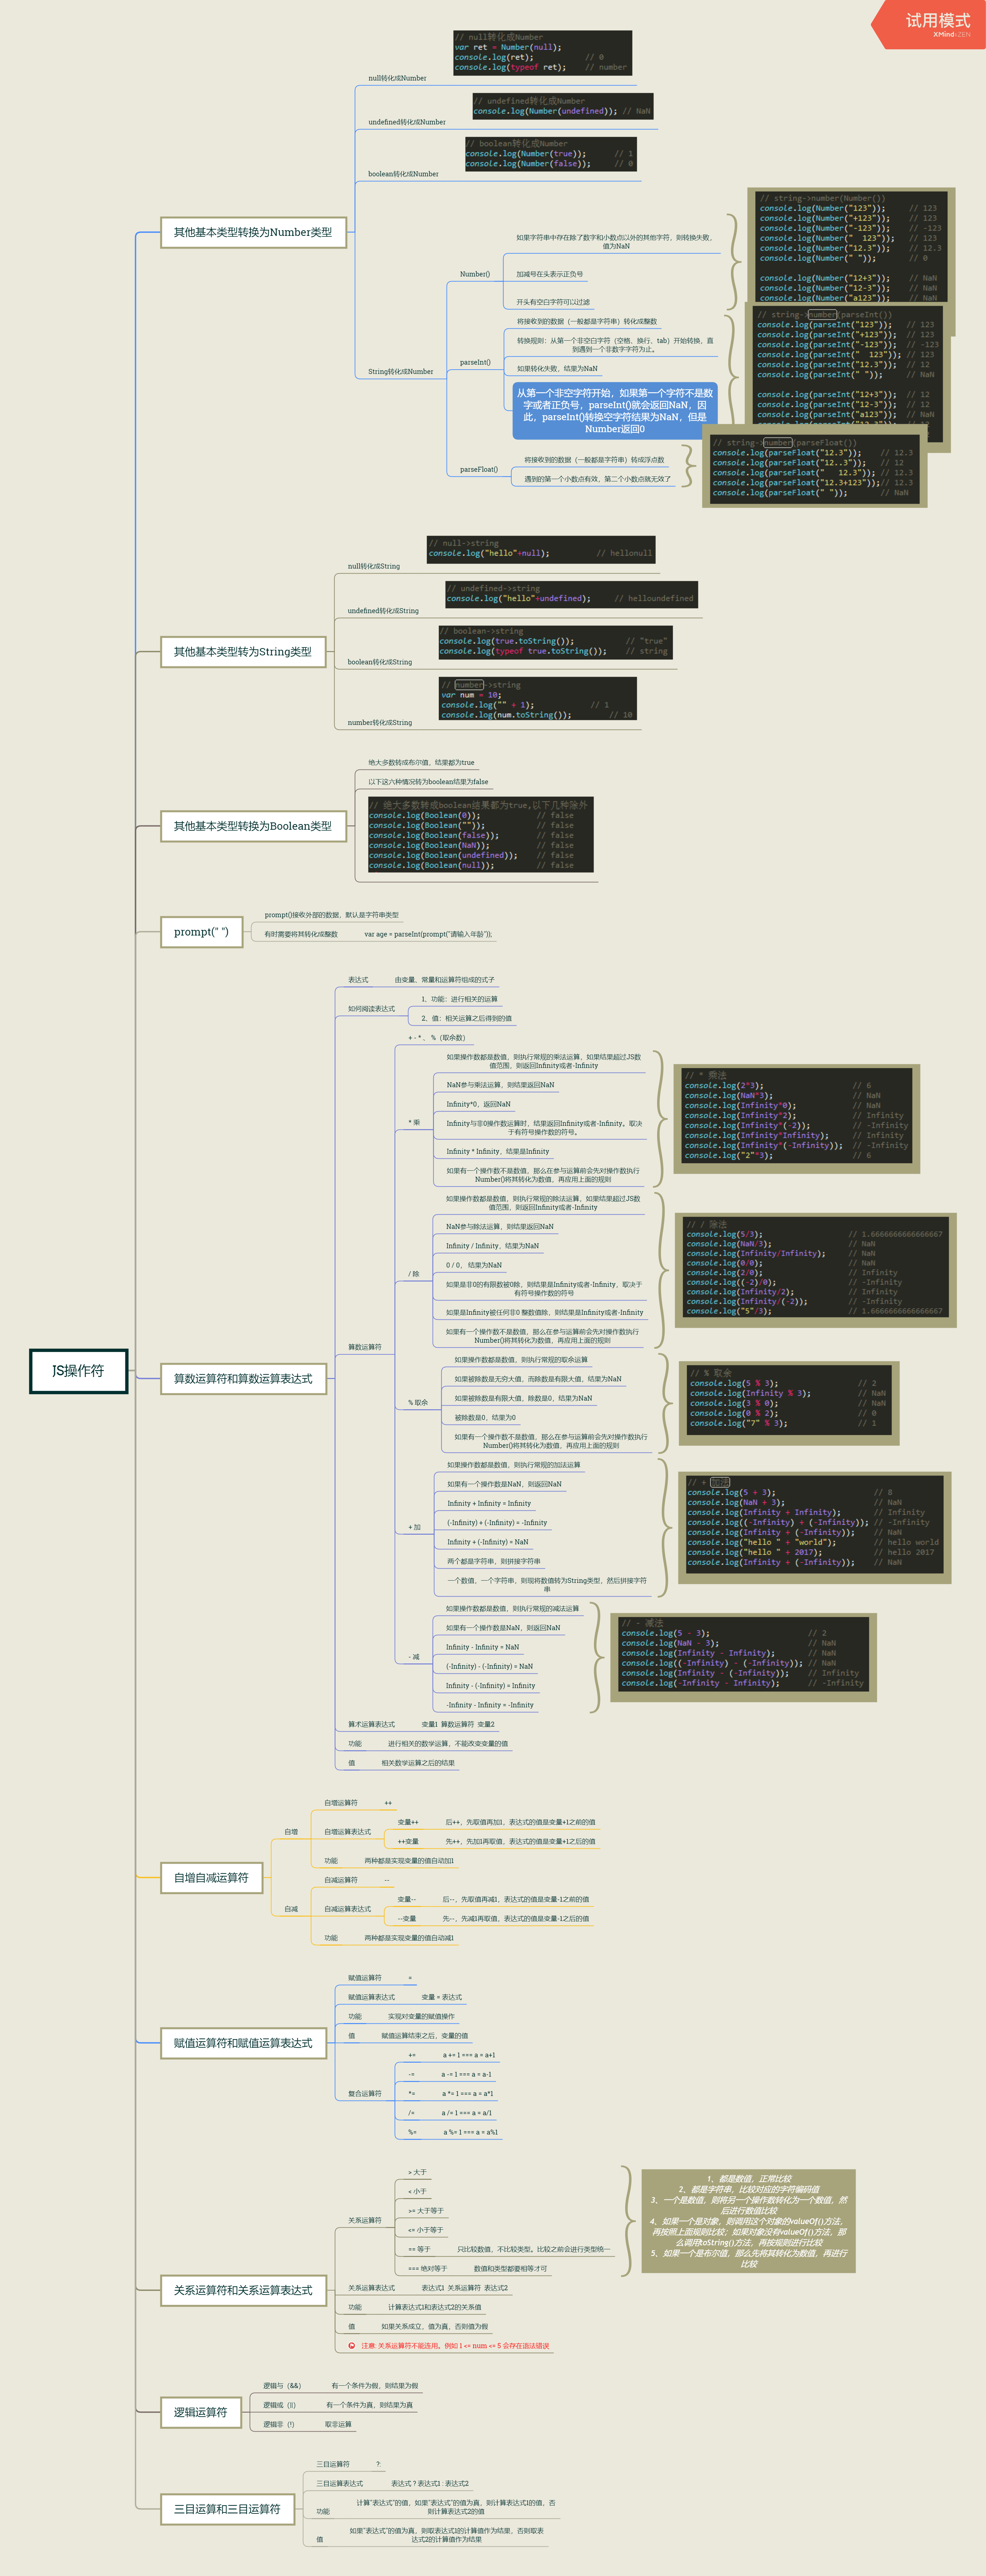 试用模式
XMind:ZEN
JS操作符
其他基本类型转换为Number类型
null转化成Number
// null转化成Number
var ret = Number(null);
console.log(ret); // 0
console.log(typeof ret); // number
undefined转化成Number
// undefined转化成Number
console.log(Number(undefined)); // NaN
boolean转化成Number
// boolean转化成Number
console.log(Number(true)); // 1
console.log(Number(false)); // 0
String转化成Number
Number()
如果字符串中存在除了数字和小数点以外的其他字符，则转换失败，
值为NaN
加减号在头表示正负号
开头有空白字符可以过滤
// string->number(Number())
console.log(Number("123")); // 123
console.log(Number("+123")); // 123
console.log(Number("-123")); // -123
console.log(Number("  123")); // 123
console.log(Number("12.3")); // 12.3
console.log(Number(" ")); // 0
console.log(Number("12+3")); // NaN
console.log(Number("12-3")); // NaN
console.log(Number("a123")); // NaN
parseInt()
将接收到的数据（一般都是字符串）转化成整数
转换规则：从第一个非空白字符（空格、换行、tab）开始转换，直
到遇到一个非数字字符为止。
如果转化失败，结果为NaN
从第一个非空字符开始，如果第一个字符不是数
字或者正负号，parseInt()就会返回NaN，因
此，parseInt()转换空字符结果为NaN，但是
Number返回0
// string->number(parseInt())
console.log(parseInt("123")); // 123
console.log(parseInt("+123")); // 123
console.log(parseInt("-123")); // -123
console.log(parseInt("  123")); // 123
console.log(parseInt("12.3")); // 12
console.log(parseInt(" ")); // NaN
console.log(parseInt("12+3")); // 12
console.log(parseInt("12-3")); // 12
console.log(parseInt("a123")); // NaN
parseFloat()
将接收到的数据（一般都是字符串）转成浮点数
遇到的第一个小数点有效，第二个小数点就无效了
// string->number(parseFloat())
console.log(parseFloat("12.3")); // 12.3
console.log(parseFloat("12..3")); // 12
console.log(parseFloat("   12.3")); // 12.3
console.log(parseFloat("12.3+123"));// 12.3
console.log(parseFloat(" ")); // NaN
其他基本类型转为String类型
null转化成String
// null->string
console.log("hello"+null); // hellonull
undefined转化成String
// undefined->string
console.log("hello"+undefined); // helloundefined
boolean转化成String
// boolean->string
console.log(true.toString()); // "true"
console.log(typeof true.toString()); // string
number转化成String
// number->string
var num = 10;
console.log("" + 1); // 1
console.log(num.toString()); // 10
其他基本类型转换为Boolean类型
绝大多数转成布尔值，结果都为true
以下这六种情况转为boolean结果为false
// 绝大多数转成boolean结果都为true,以下几种除外
console.log(Boolean(0)); // false
console.log(Boolean("")); // false
console.log(Boolean(false)); // false
console.log(Boolean(NaN)); // false
console.log(Boolean(undefined)); // false
console.log(Boolean(null)); // false
prompt(" ")
prompt()接收外部的数据，默认是字符串类型
有时需要将其转化成整数 var age = parseInt(prompt("请输入年龄"));
算数运算符和算数运算表达式
表达式 由变量、常量和运算符组成的式子
如何阅读表达式
1、功能：进行相关的运算
2、值：相关运算之后得到的值
算数运算符
+ - * 、 %（取余数）
* 乘
如果操作数都是数值，则执行常规的乘法运算，如果结果超过JS数
值范围，则返回Infinity或者-Infinity
NaN参与乘法运算，则结果返回NaN
Infinity*0，返回NaN
Infinity与非0操作数运算时，结果返回Infinity或者-Infinity。取决
于有符号操作数的符号。
Infinity * Infinity，结果是Infinity
如果有一个操作数不是数值，那么在参与运算前会先对操作数执行
Number()将其转化为数值，再应用上面的规则
// * 乘法
console.log(2*3); // 6
console.log(NaN*3); // NaN
console.log(Infinity*0); // NaN
console.log(Infinity*2); // Infinity
console.log(Infinity*(-2)); // -Infinity
console.log(Infinity*Infinity); // Infinity
console.log(Infinity*(-Infinity)); // -Infinity
console.log("2"*3); // 6
/ 除
如果操作数都是数值，则执行常规的除法运算，如果结果超过JS数
值范围，则返回Infinity或者-Infinity
NaN参与除法运算，则结果返回NaN
Infinity / Infinity，结果为NaN
0 / 0， 结果为NaN
如果是非0的有限数被0除，则结果是Infinity或者-Infinity，取决于
有符号操作数的符号
如果是Infinity被任何非0 整数值除，则结果是Infinity或者-Infinity
如果有一个操作数不是数值，那么在参与运算前会先对操作数执行
Number()将其转化为数值，再应用上面的规则
// / 除法
console.log(5/3); // 1.6666666666666667
console.log(NaN/3); // NaN
console.log(Infinity/Infinity); // NaN
console.log(0/0); // NaN
console.log(2/0); // Infinity
console.log((-2)/0); // -Infinity
console.log(Infinity/2); // Infinity
console.log(Infinity/(-2)); // -Infinity
console.log("5"/3); // 1.6666666666666667
% 取余
如果操作数都是数值，则执行常规的取余运算
如果被除数是无穷大值，而除数是有限大值，结果为NaN
如果被除数是有限大值，除数是0，结果为NaN
被除数是0，结果为0
如果有一个操作数不是数值，那么在参与运算前会先对操作数执行
Number()将其转化为数值，再应用上面的规则
// % 取余
console.log(5 % 3); // 2
console.log(Infinity % 3); // NaN
console.log(3 % 0); // NaN
console.log(0 % 2); // 0
console.log("7" % 3); // 1
+ 加
如果操作数都是数值，则执行常规的加法运算
如果有一个操作数是NaN，则返回NaN
Infinity + Infinity = Infinity
(-Infinity) + (-Infinity) = -Infinity
Infinity + (-Infinity) = NaN
两个都是字符串，则拼接字符串
一个数值，一个字符串，则现将数值转为String类型，然后拼接字符
串
// + 加法
console.log(5 + 3); // 8
console.log(NaN + 3); // NaN
console.log(Infinity + Infinity); // Infinity
console.log((-Infinity) + (-Infinity)); // -Infinity
console.log(Infinity + (-Infinity)); // NaN
console.log("hello " + "world"); // hello world
console.log("hello " + 2017); // hello 2017
console.log(Infinity + (-Infinity)); // NaN
- 减
如果操作数都是数值，则执行常规的减法运算
如果有一个操作数是NaN，则返回NaN
Infinity - Infinity = NaN
(-Infinity) - (-Infinity) = NaN
Infinity - (-Infinity) = Infinity
-Infinity - Infinity = -Infinity
// - 减法
console.log(5 - 3); // 2
console.log(NaN - 3); // NaN
console.log(Infinity - Infinity); // NaN
console.log((-Infinity) - (-Infinity)); // NaN
console.log(Infinity - (-Infinity)); // Infinity
console.log(-Infinity - Infinity); // -Infinity
算术运算表达式 变量1 算数运算符 变量2
功能 进行相关的数学运算，不能改变变量的值
值 相关数学运算之后的结果
自增自减运算符
自增
自增运算符 ++
自增运算表达式
变量++ 后++，先取值再加1，表达式的值是变量+1之前的值
++变量 先++，先加1再取值，表达式的值是变量+1之后的值
功能 两种都是实现变量的值自动加1
自减
自减运算符 --
自减运算表达式
变量-- 后--，先取值再减1，表达式的值是变量-1之前的值
--变量 先--，先减1再取值，表达式的值是变量-1之后的值
功能 两种都是实现变量的值自动减1
赋值运算符和赋值运算表达式
赋值运算符 =
赋值运算表达式 变量 = 表达式
功能 实现对变量的赋值操作
值 赋值运算结束之后，变量的值
复合运算符
+= a += 1 === a = a+1
-= a -= 1 === a = a-1
*= a *= 1 === a = a*1
/= a /= 1 === a = a/1
%= a %= 1 === a = a%1
关系运算符和关系运算表达式
关系运算符
> 大于
< 小于
>= 大于等于
<= 小于等于
== 等于 只比较数值，不比较类型。比较之前会进行类型统一
=== 绝对等于 数值和类型都要相等才可
1、都是数值，正常比较
2、都是字符串，比较对应的字符编码值
3、一个是数值，则将另一个操作数转化为一个数值，然
后进行数值比较
4、如果一个是对象，则调用这个对象的valueOf()方法，
再按照上面规则比较；如果对象没有valueOf()方法，那
么调用toString()方法，再按规则进行比较
5、如果一个是布尔值，那么先将其转化为数值，再进行
比较
关系运算表达式 表达式1 关系运算符 表达式2
功能 计算表达式1和表达式2的关系值
值 如果关系成立，值为真，否则值为假
注意: 关系运算符不能连用。例如 1 <= num <= 5 会存在语法错误
逻辑运算符
逻辑与（&&） 有一个条件为假，则结果为假
逻辑或（||） 有一个条件为真，则结果为真
逻辑非（!） 取非运算
三目运算和三目运算符
三目运算符 ?:
三目运算表达式 表达式 ? 表达式1 : 表达式2
功能
计算"表达式"的值，如果"表达式"的值为真，则计算表达式1的值，否
则计算表达式2的值
值
如果"表达式"的值为真，则取表达式1的计算值作为结果，否则取表
达式2的计算值作为结果